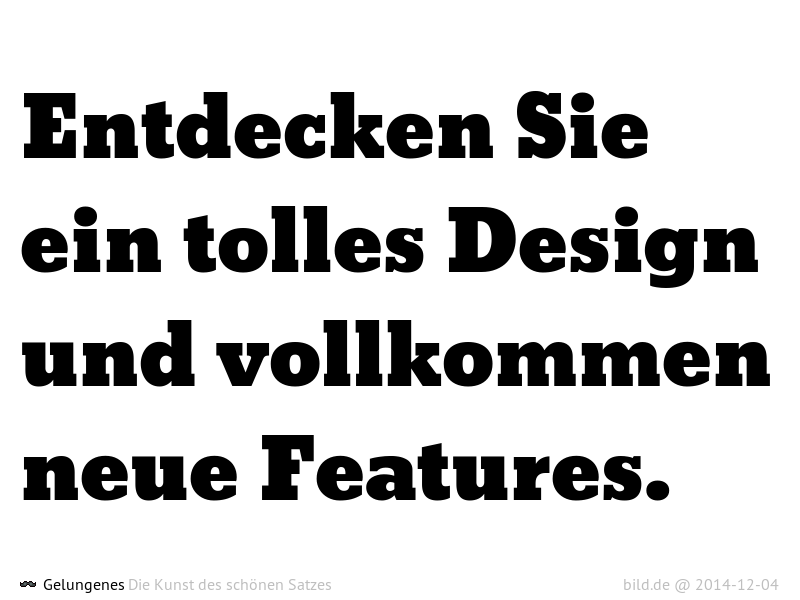 Entdecken Sie
ein tolles Design
und vollkommen
neue Features.
Gelungenes Die Kunst des schönen Satzes
bild.de @ 2014-12-04